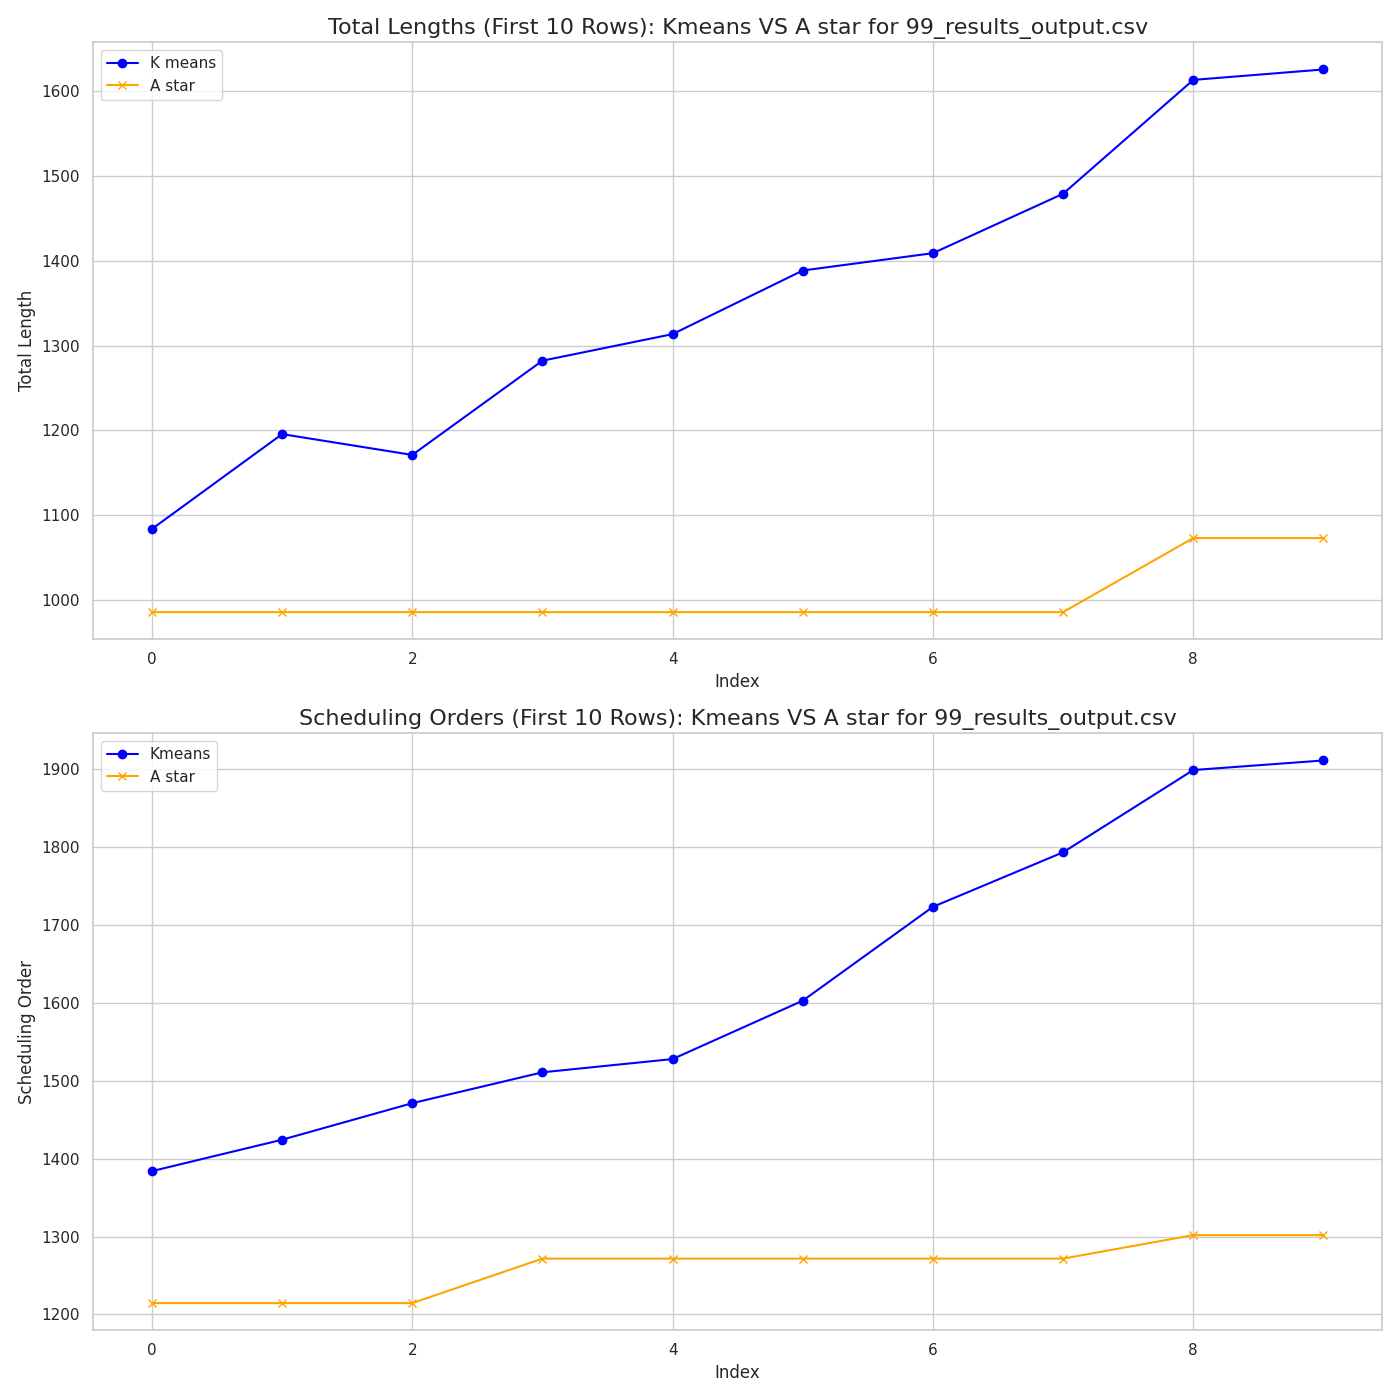 Total Lengths (First 10 Rows): Kmeans VS A star for 99_results_output.csv
K means
A star
1600
1500
1400
1300
1200
1100
1000
Total Length
0 2 4 6 8
Index
Scheduling Orders (First 10 Rows): Kmeans VS A star for 99_results_output.csv
Kmeans
A star
1900
1800
1700
1600
1500
1400
1300
1200
Scheduling Order
0 2 4 6 8
Index